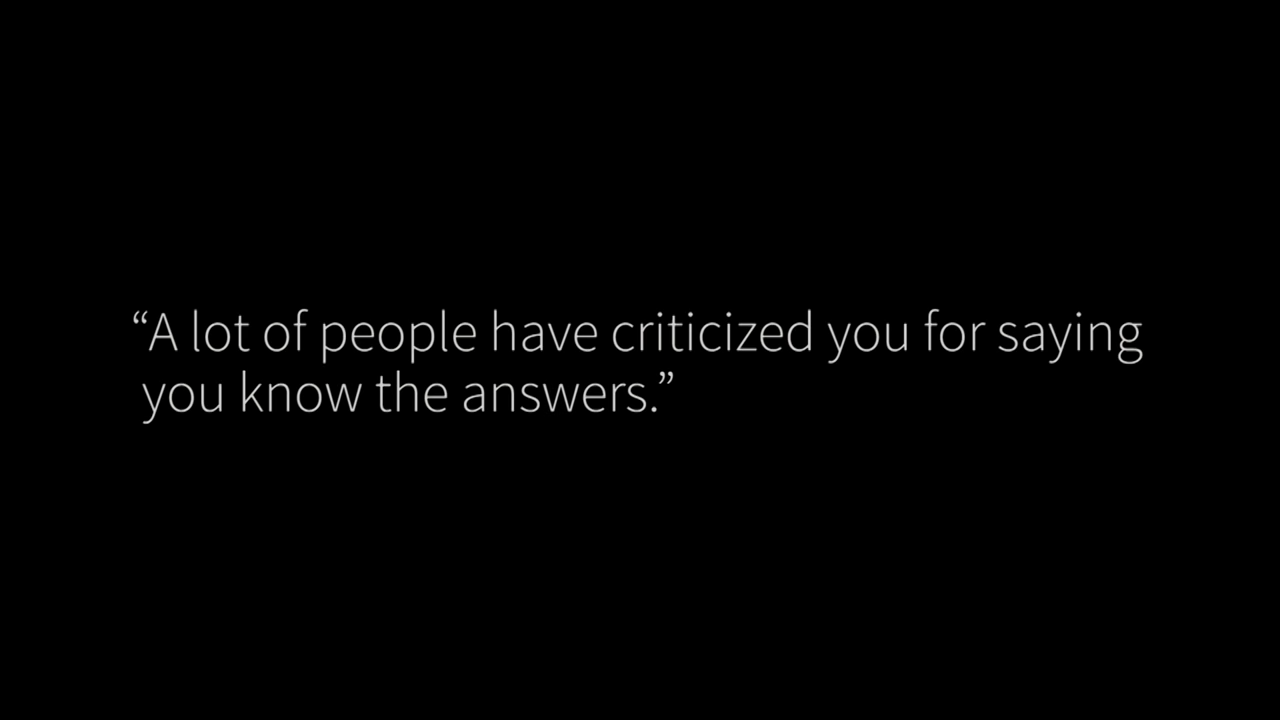 “A lot of people have criticized you for saying
you know the answers.”